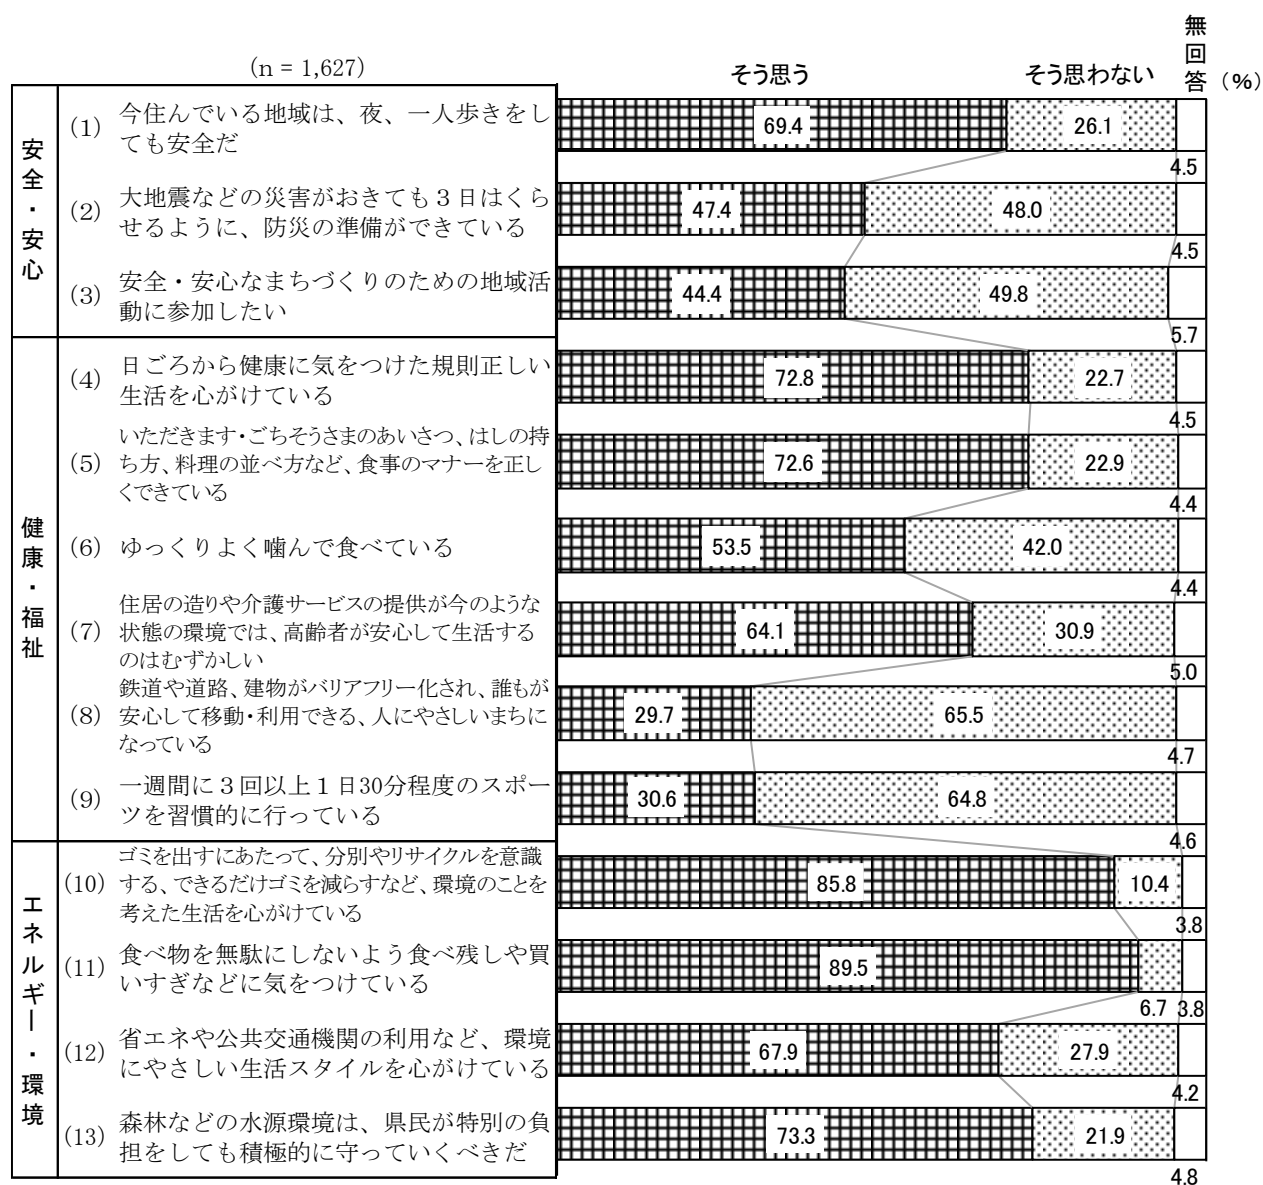 無回答
(%)
(n = 1,627)
そう思う
そう思わない
安全・安心
(1)
今住んでいる地域は、夜、一人歩きをし
ても安全だ
69.4
26.1
4.5
(2)
大地震などの災害がおきても３日はくら
せるように、防災の準備ができている
47.4
48.0
4.5
(3)
安全・安心なまちづくりのための地域活
動に参加したい
44.4
49.8
5.7
健康・福祉
(4)
日ごろから健康に気をつけた規則正しい
生活を心がけている
72.8
22.7
4.5
(5)
いただきます・ごちそうさまのあいさつ、はしの持
ち方、料理の並べ方など、食事のマナーを正し
くできている
72.6
22.9
4.4
(6)
ゆっくりよく噛んで食べている
53.5
42.0
4.4
(7)
住居の造りや介護サービスの提供が今のような
状態の環境では、高齢者が安心して生活する
のはむずかしい
64.1
30.9
5.0
(8)
鉄道や道路、建物がバリアフリー化され、誰もが
安心して移動・利用できる、人にやさしいまちに
なっている
29.7
65.5
4.7
(9)
一週間に３回以上１日30分程度のスポー
ツを習慣的に行っている
30.6
64.8
4.6
エネルギー・環境
(10)
ゴミを出すにあたって、分別やリサイクルを意識
する、できるだけゴミを減らすなど、環境のことを
考えた生活を心がけている
85.8
10.4
3.8
(11)
食べ物を無駄にしないよう食べ残しや買
いすぎなどに気をつけている
89.5
6.7
3.8
(12)
省エネや公共交通機関の利用など、環境
にやさしい生活スタイルを心がけている
67.9
27.9
4.2
(13)
森林などの水源環境は、県民が特別の負
担をしても積極的に守っていくべきだ
73.3
21.9
4.8